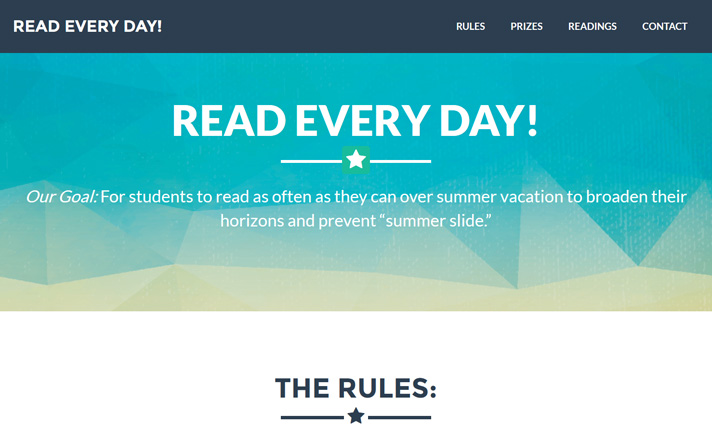 READ EVERY DAY!
RULES PRIZES READINGS CONTACT
READ EVERY DAY!
Our Goal: For students to read as often as they can over summer vacation to broaden their
horizons and prevent “summer slide.”
THE RULES: